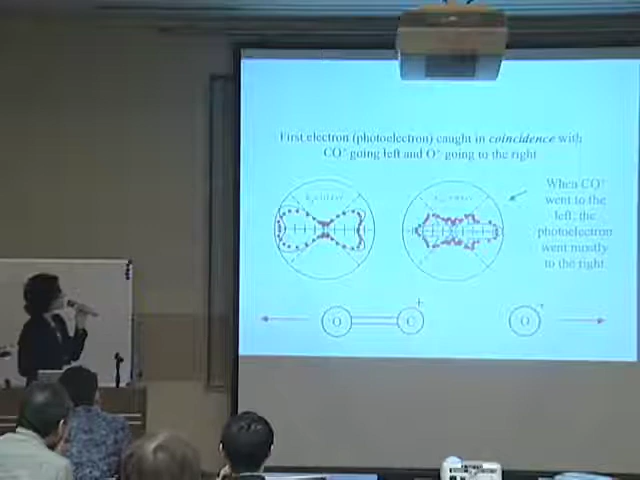 First electron (photoelectron) caught in coincidence with
CO⁺ going left and O⁺ going to the right
When CO⁺
went to the
left, the
photoelectron
went mostly
to the right
O
C
+
O
+